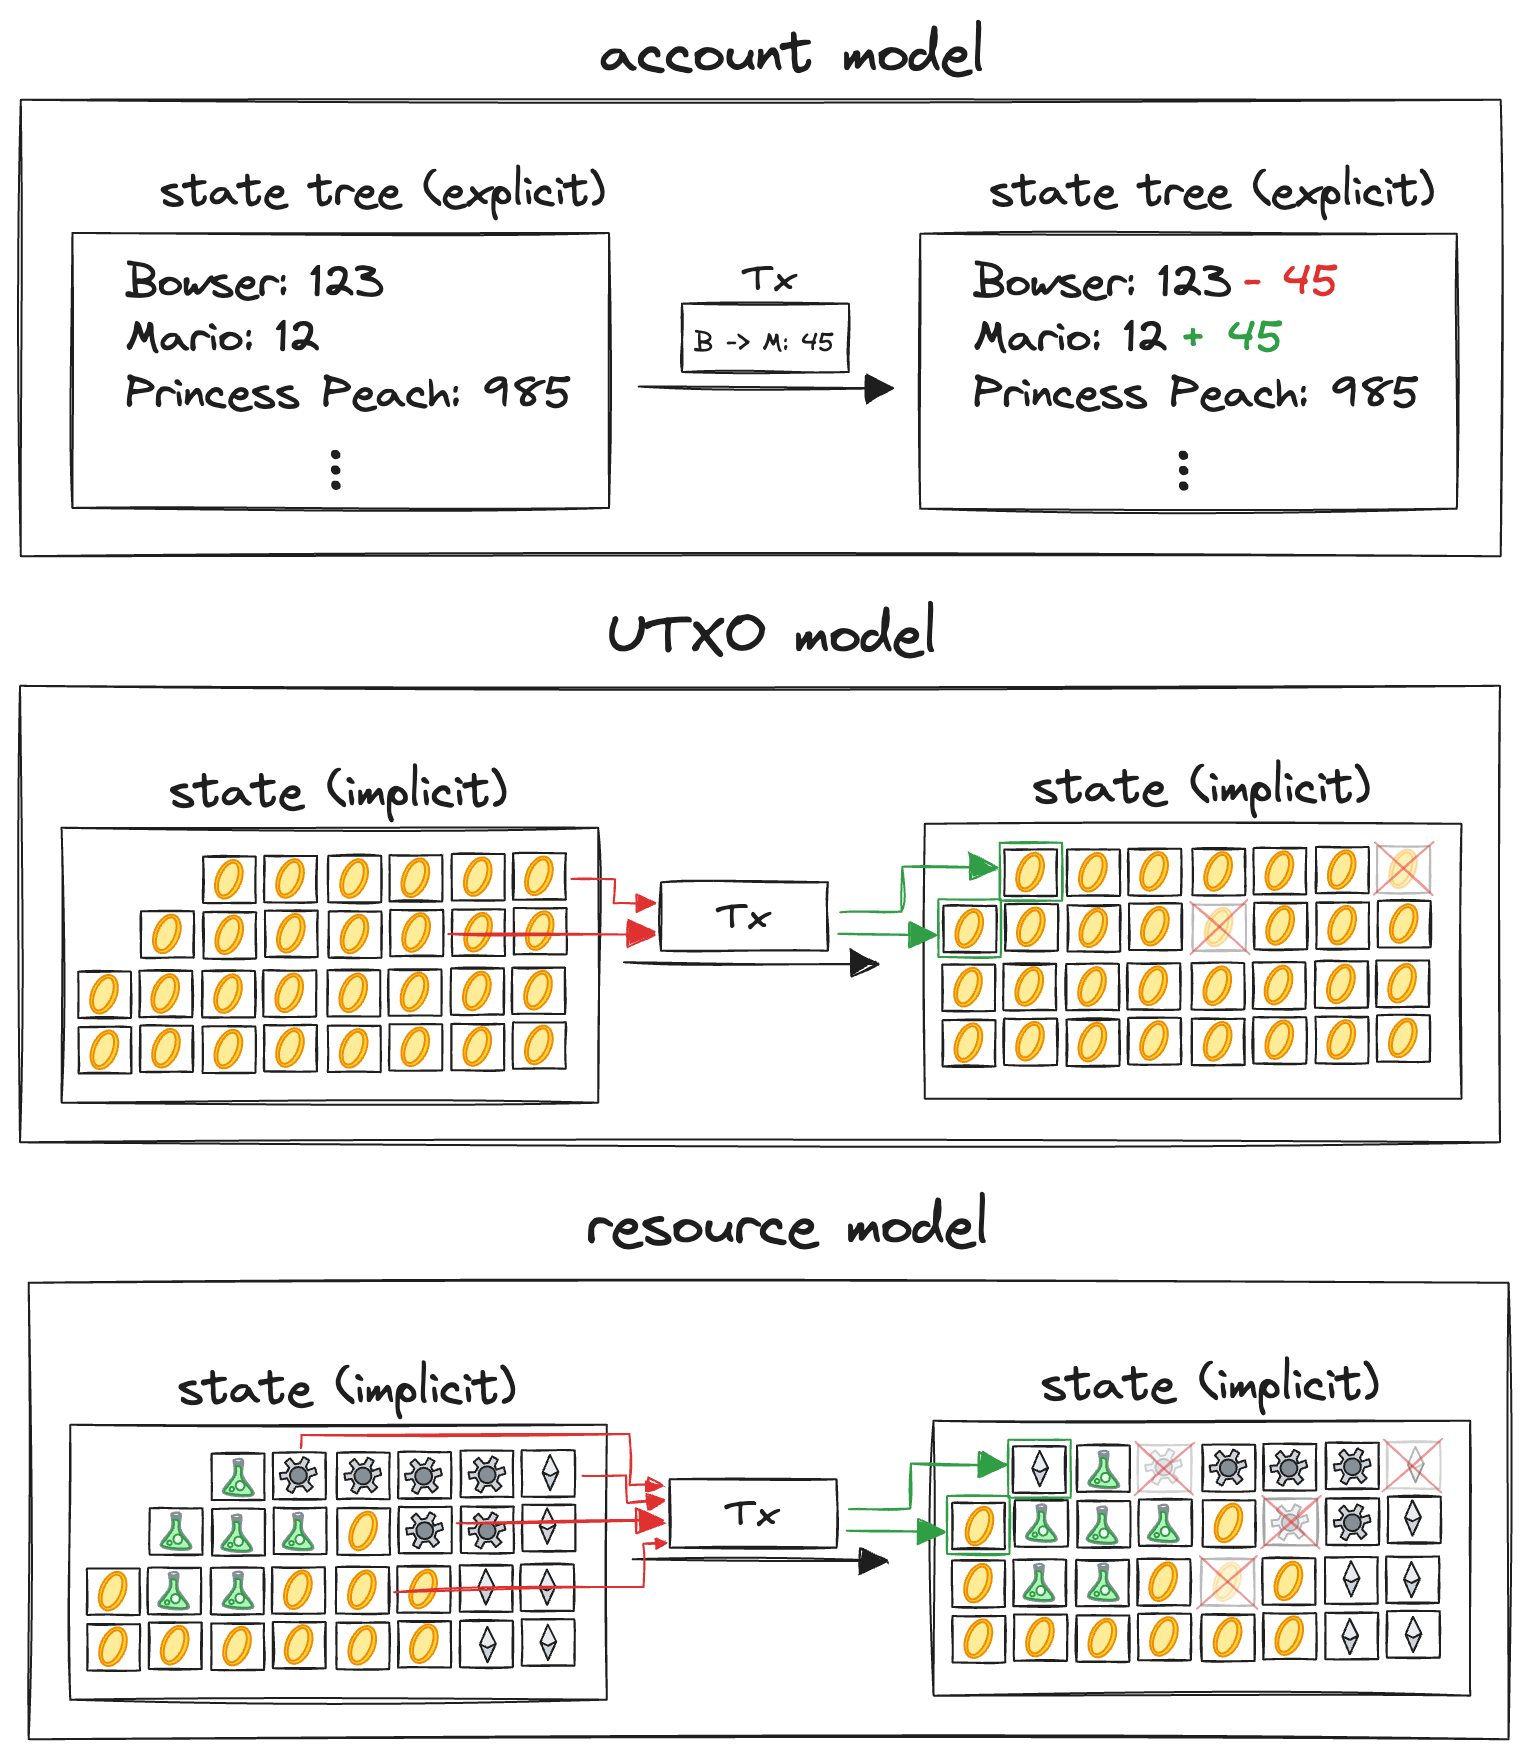 account model
state tree (explicit)
Bowser: 123
Mario: 12
Princess Peach: 985
⋮
Tx
B -> M: 45
state tree (explicit)
Bowser: 123 - 45
Mario: 12 + 45
Princess Peach: 985
⋮
UTXO model
state (implicit)
Tx
state (implicit)
resource model
state (implicit)
Tx
state (implicit)